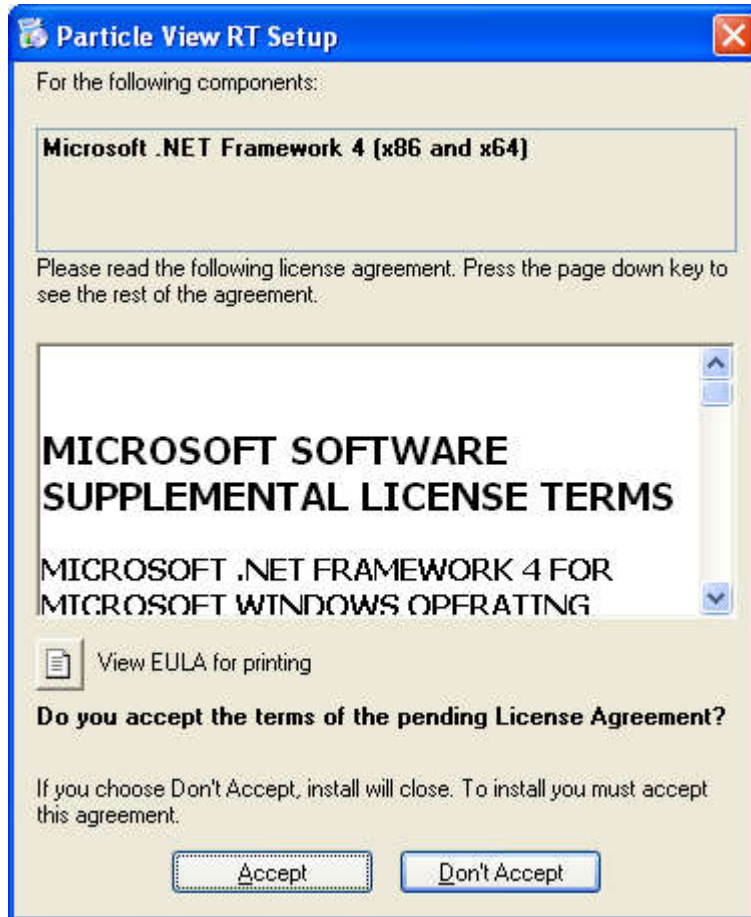 Particle View RT Setup
For the following components:
Microsoft .NET Framework 4 (x86 and x64)
Please read the following license agreement. Press the page down key to
see the rest of the agreement.
MICROSOFT SOFTWARE
SUPPLEMENTAL LICENSE TERMS
MICROSOFT .NET FRAMEWORK 4 FOR
MICROSOFT WINDOWS OPERATING
View EULA for printing
Do you accept the terms of the pending License Agreement?
If you choose Don't Accept, install will close. To install you must accept
this agreement.
Accept Don't Accept